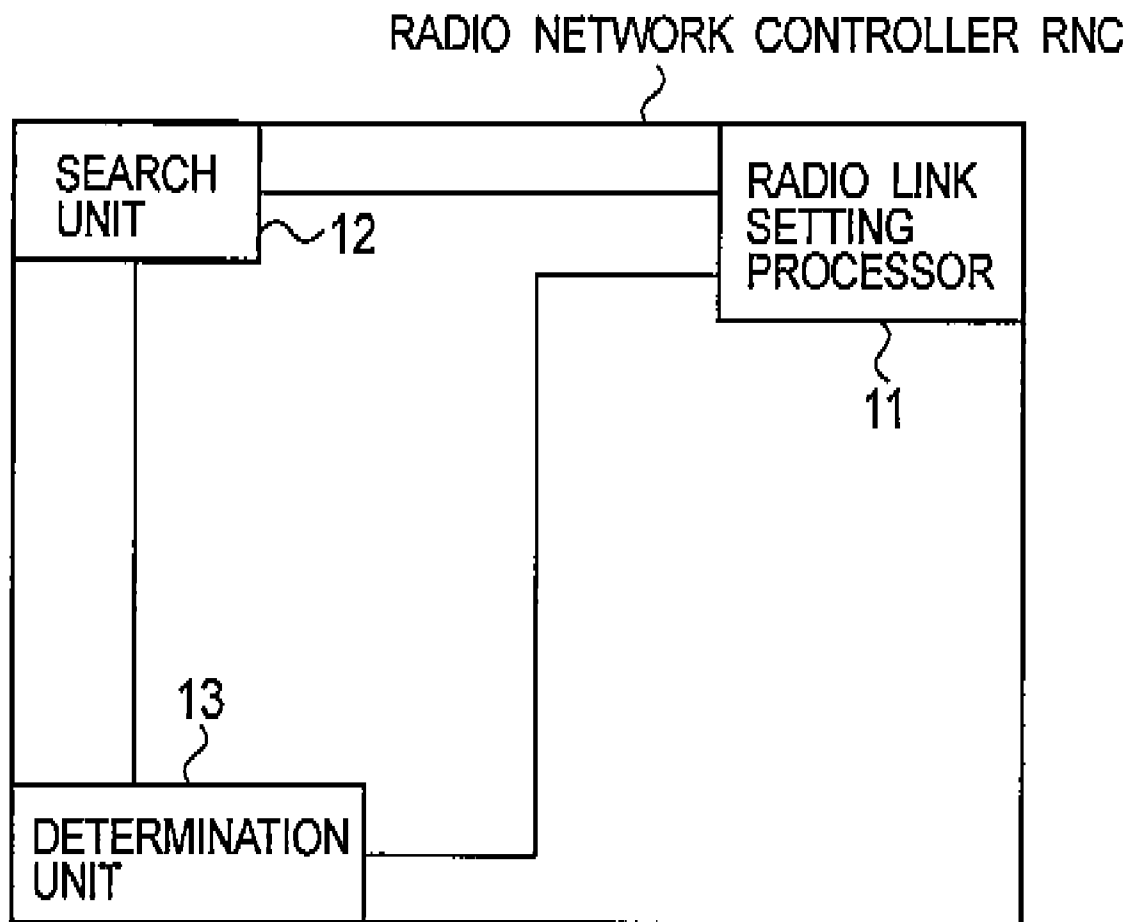 RADIO NETWORK CONTROLLER RNC
SEARCH
UNIT
12
RADIO LINK
SETTING
PROCESSOR
11
13
DETERMINATION
UNIT